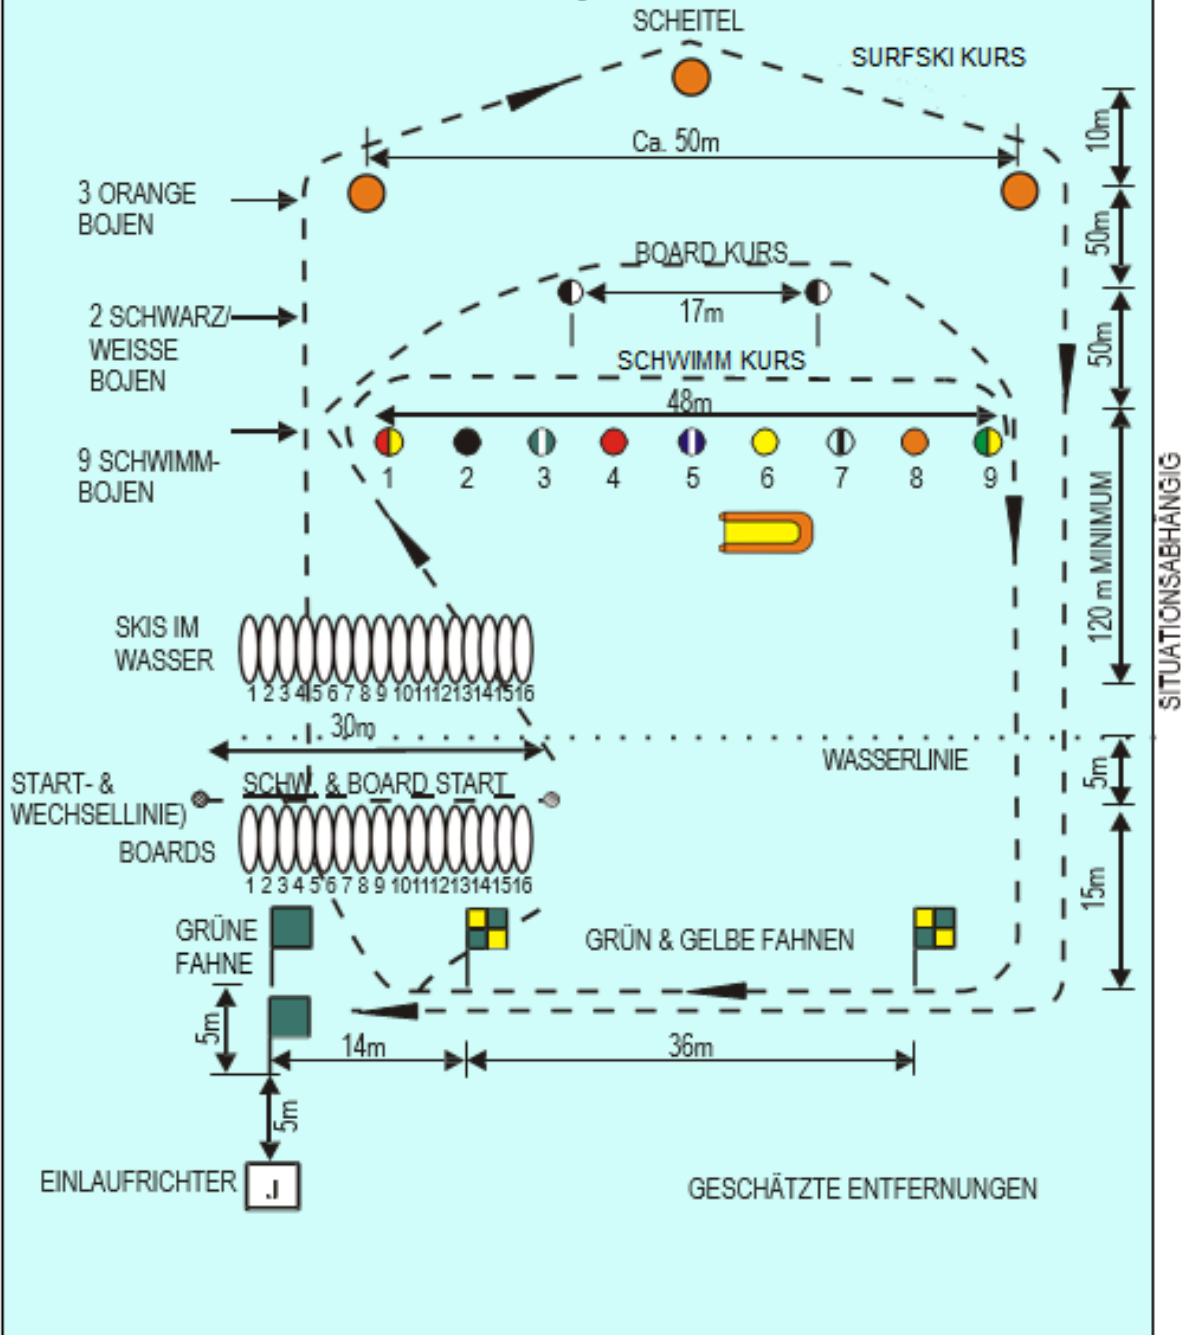 SCHEITEL
SURFSKI KURS
10m
Ca. 50m
3 ORANGE
BOJEN
50m
BOARD KURS
17m
2 SCHWARZ/
WEISSE
BOJEN
50m
SCHWIMM KURS
48m
9 SCHWIMM-
BOJEN
1 2 3 4 5 6 7 8 9
120 m MINIMUM
SITUATIONSABHÄNGIG
SKIS IM
WASSER
1 2 3 4 5 6 7 8 9 10 11 12 13 14 15 16
30m
WASSERLINIE
5m
START- &
WECHSELLINIE)
SCHW. & BOARD START
BOARDS
1 2 3 4 5 6 7 8 9 10 11 12 13 14 15 16
15m
GRÜNE
FAHNE
GRÜN & GELBE FAHNEN
5m
14m
36m
5m
EINLAUFRICHTER
J
GESCHÄTZTE ENTFERNUNGEN